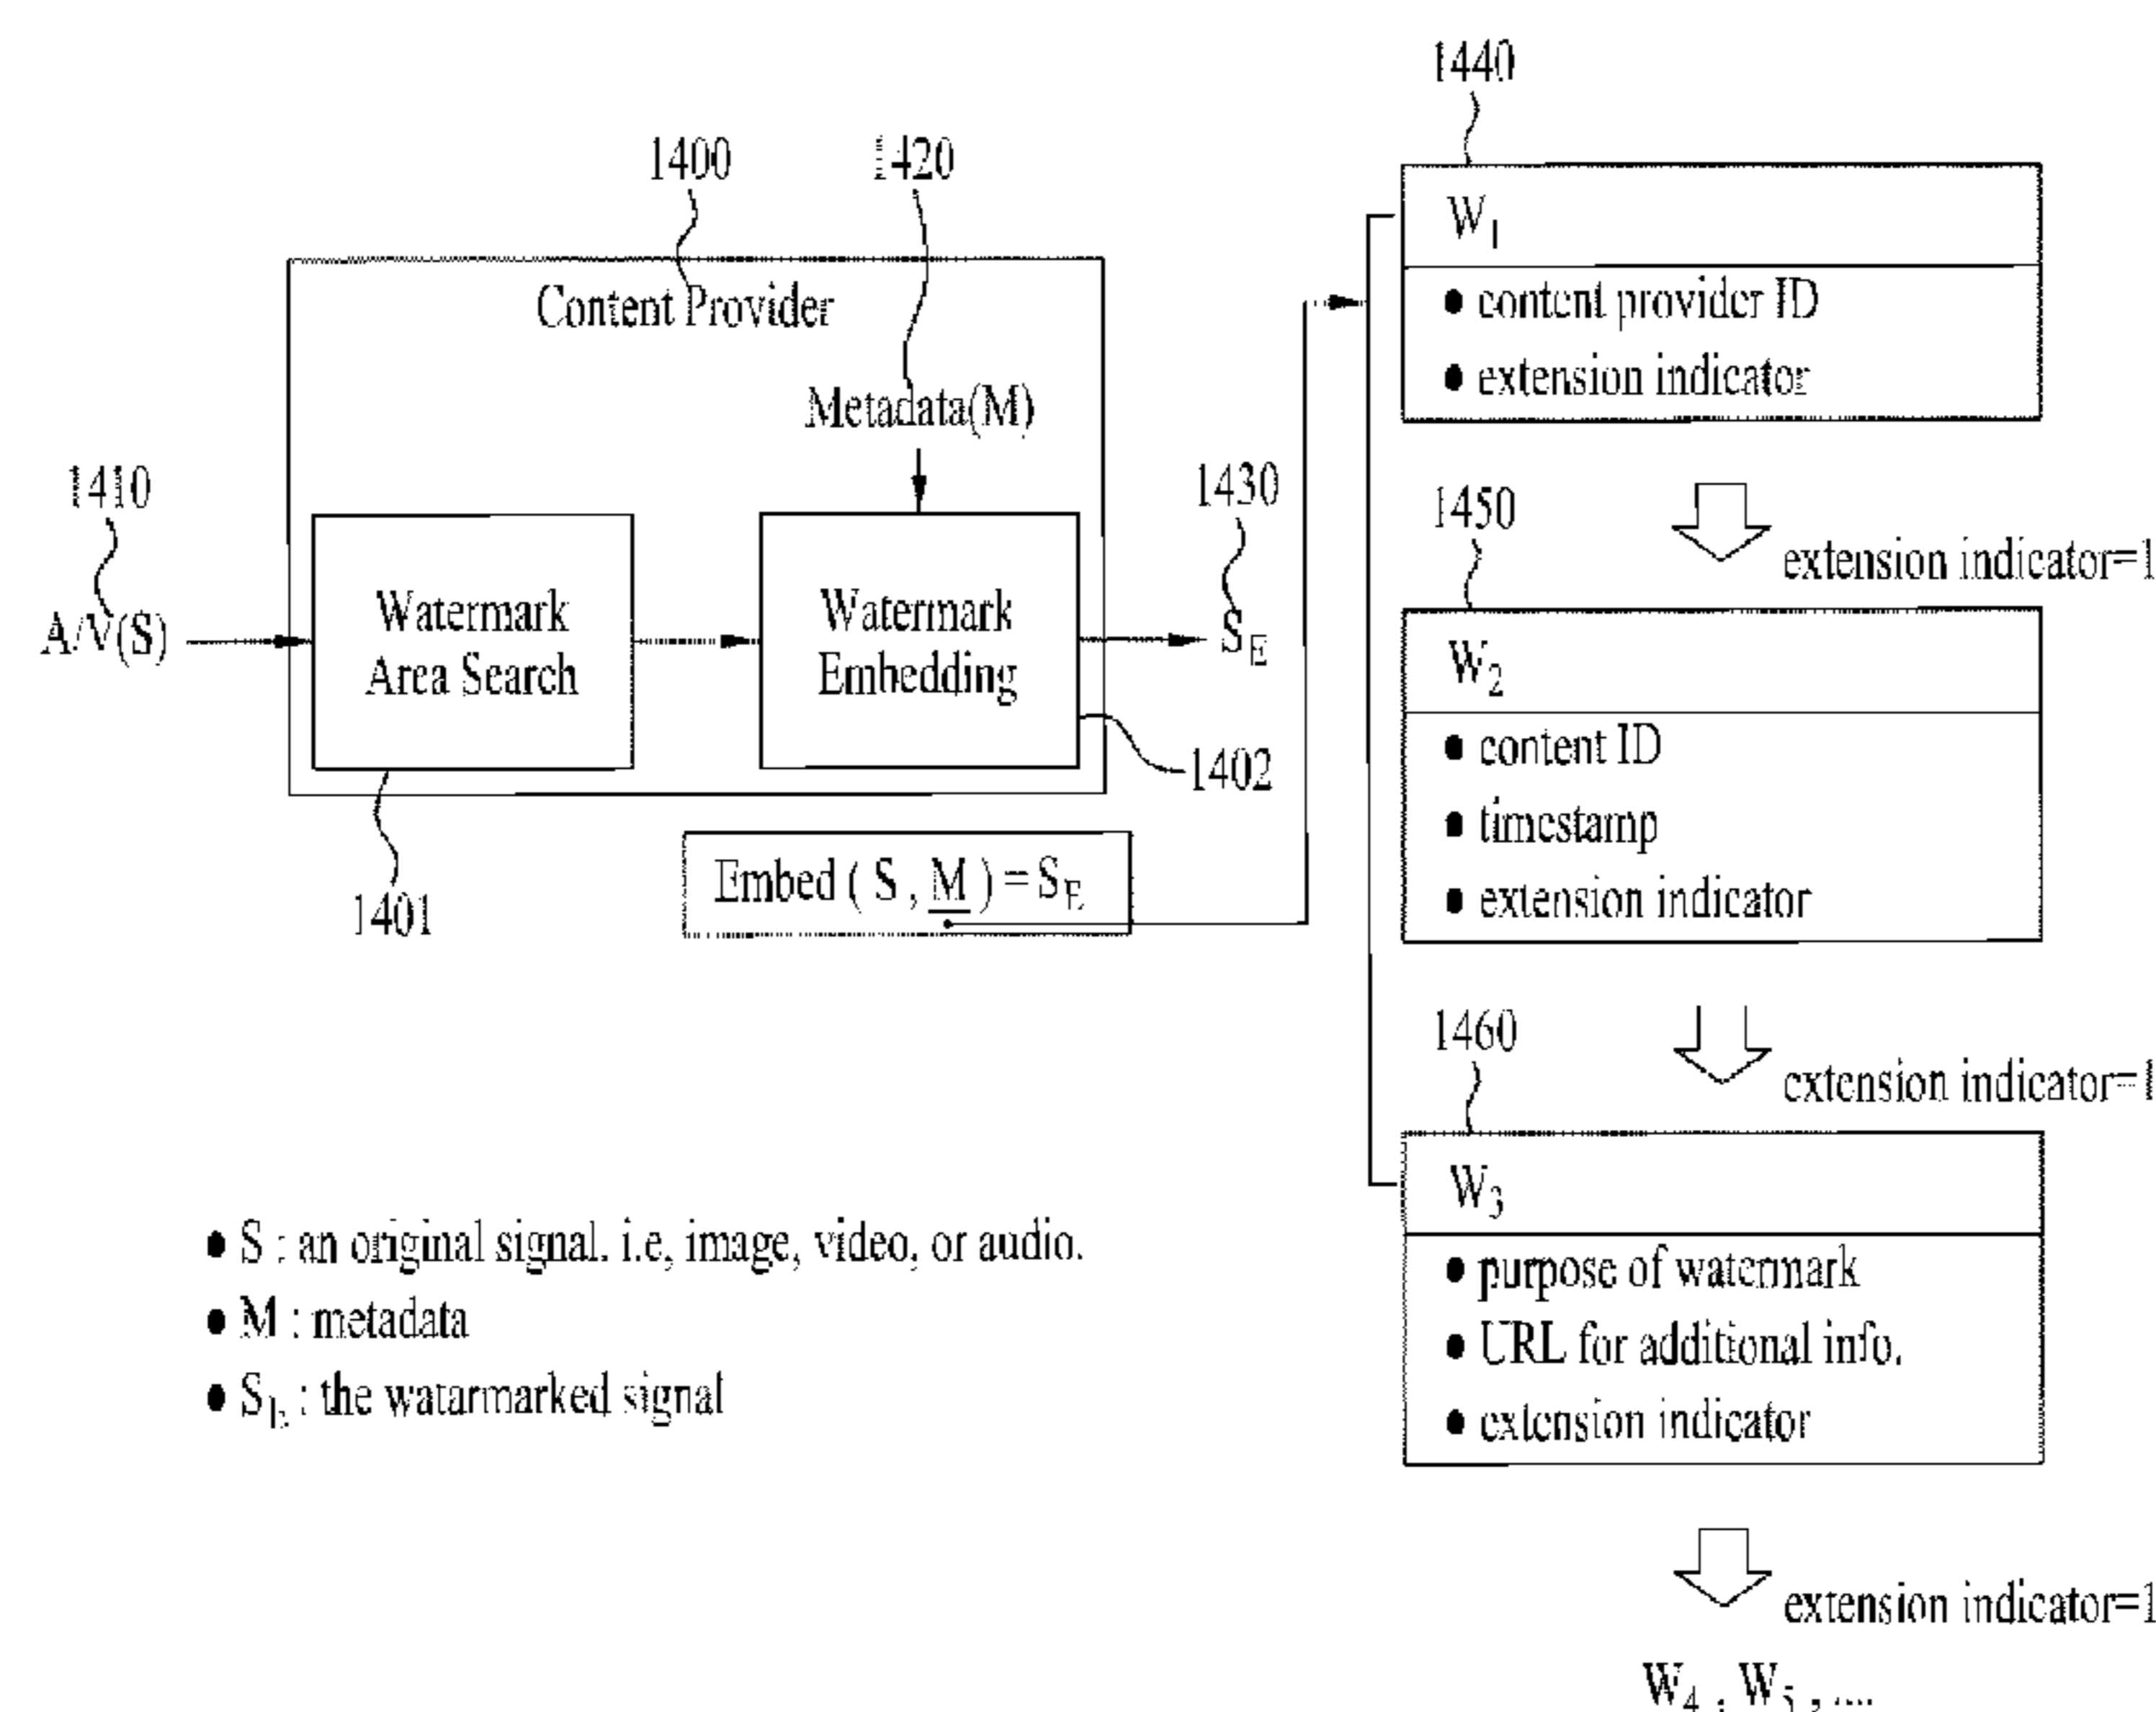 1440
1400
1420
W1
Content Provider
• content provider ID
• extension indicator
Metadata(M)
1410
1430
1450
extension indicator=1
A/V(S)
Watermark
Area Search
Watermark
Embedding
SE
W2
• content ID
• timestamp
• extension indicator
1402
1401
Embed ( S , M ) = SE
1460
extension indicator=1
W3
• purpose of watermark
• URL for additional info.
• extension indicator
• S : an original signal. i.e, image, video, or audio.
• M : metadata
• SE : the watarmarked signal
extension indicator=1
W4 , W5 , ....